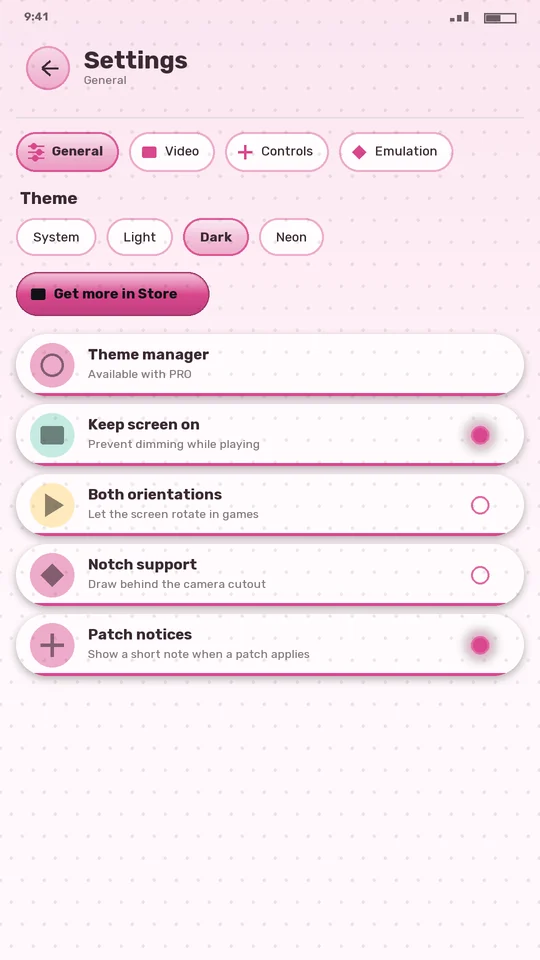 9:41
Settings
General
General
Video
Controls
Emulation
Theme
System
Light
Dark
Neon
Get more in Store
Theme manager
Available with PRO
Keep screen on
Prevent dimming while playing
Both orientations
Let the screen rotate in games
Notch support
Draw behind the camera cutout
Patch notices
Show a short note when a patch applies